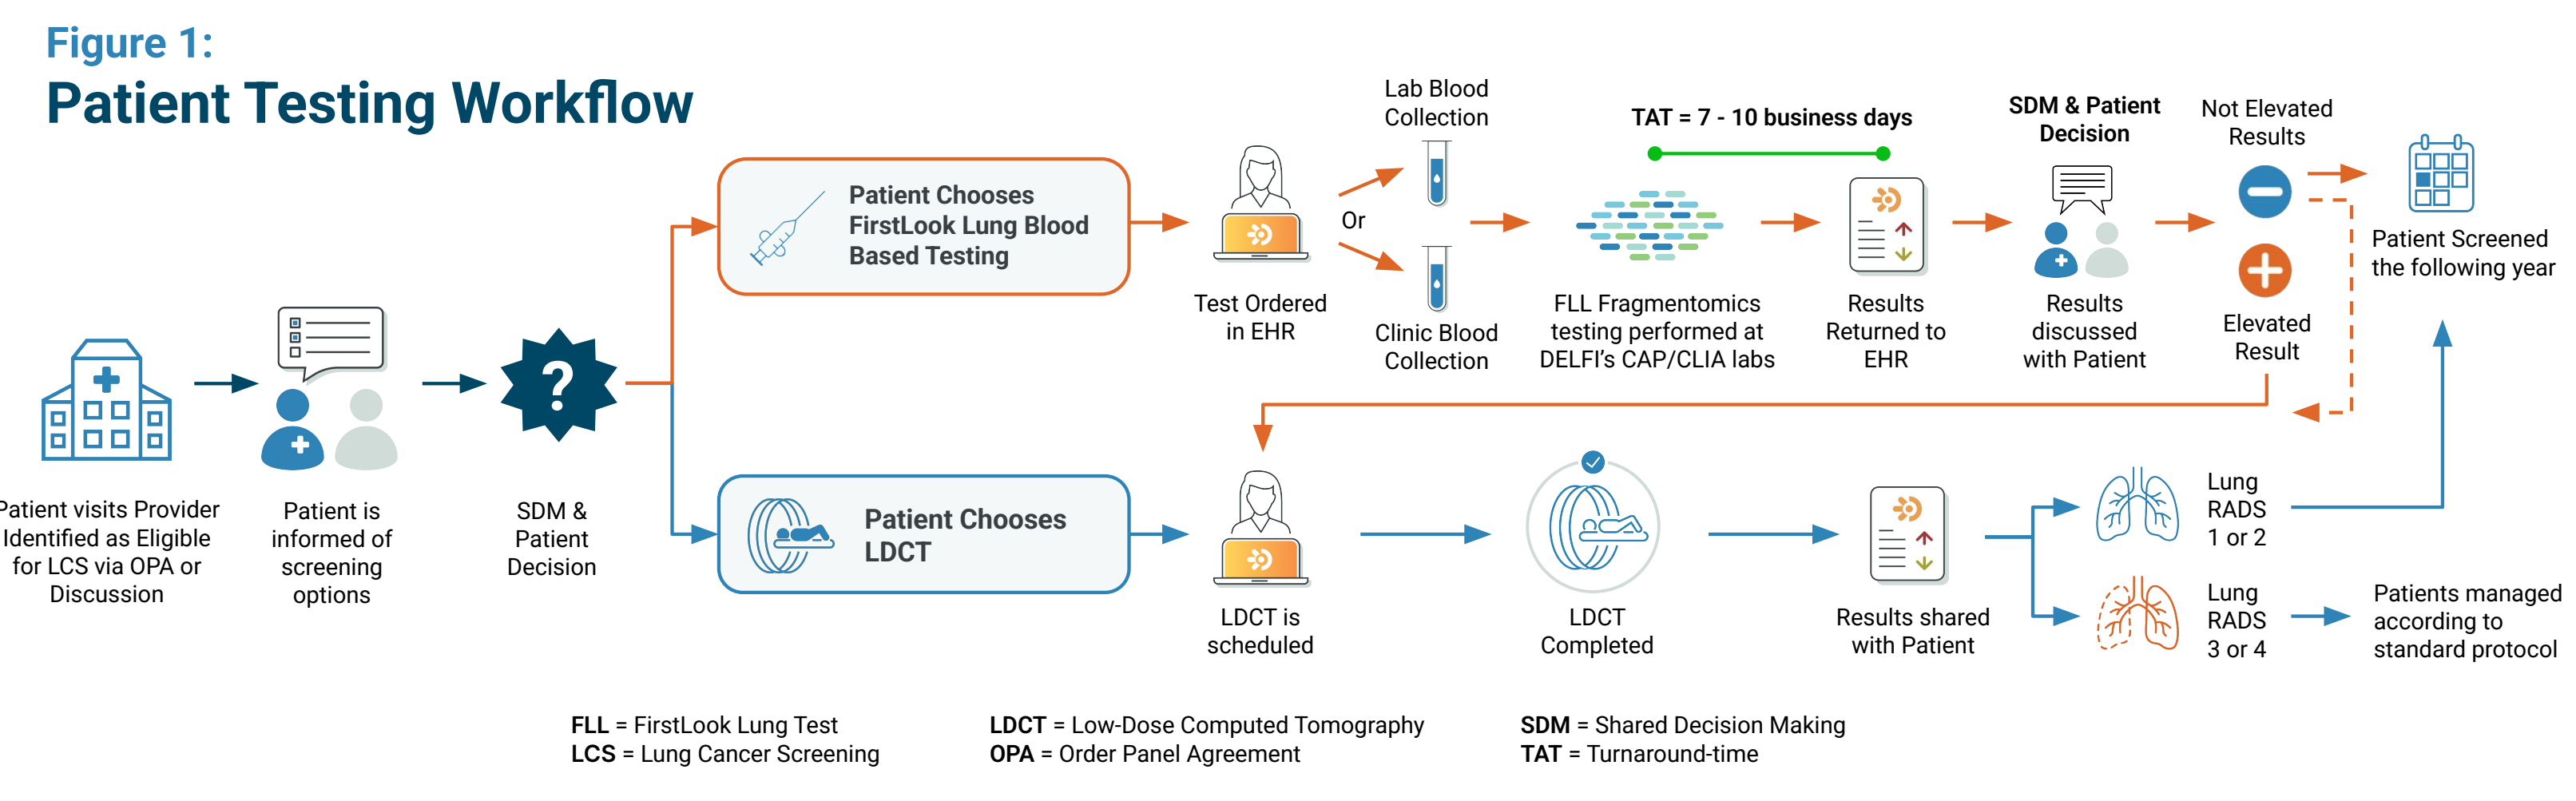 Figure 1:
Patient Testing Workflow
Patient visits Provider
Identified as Eligible
for LCS via OPA or
Discussion
Patient is
informed of
screening
options
?
SDM &
Patient
Decision
Patient Chooses
FirstLook Lung Blood
Based Testing
Test Ordered
in EHR
Or
Lab Blood
Collection
Clinic Blood
Collection
TAT = 7 - 10 business days
FLL Fragmentomics
testing performed at
DELFI's CAP/CLIA labs
Results
Returned to
EHR
SDM & Patient
Decision
Results
discussed
with Patient
Not Elevated
Results
Elevated
Result
Patient Screened
the following year
Patient Chooses
LDCT
LDCT is
scheduled
LDCT
Completed
Results shared
with Patient
Lung
RADS
1 or 2
Lung
RADS
3 or 4
Patients managed
according to
standard protocol
FLL = FirstLook Lung Test
LCS = Lung Cancer Screening
LDCT = Low-Dose Computed Tomography
OPA = Order Panel Agreement
SDM = Shared Decision Making
TAT = Turnaround-time